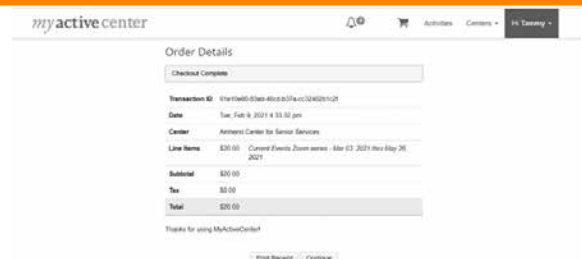 myactivecenter
Activities Centers Hi Tammy
Order Details
Checkout Complete
Transaction ID
Date Tue, Feb 9, 2021 4:33:32 pm
Center Amherst Center for Senior Services
Line Items $20.00 Current Events Zoom series - Mar 03, 2021 thru May 26,
2021
Subtotal $20.00
Tax $0.00
Total $20.00
Thanks for using MyActiveCenter!
Print Receipt Continue